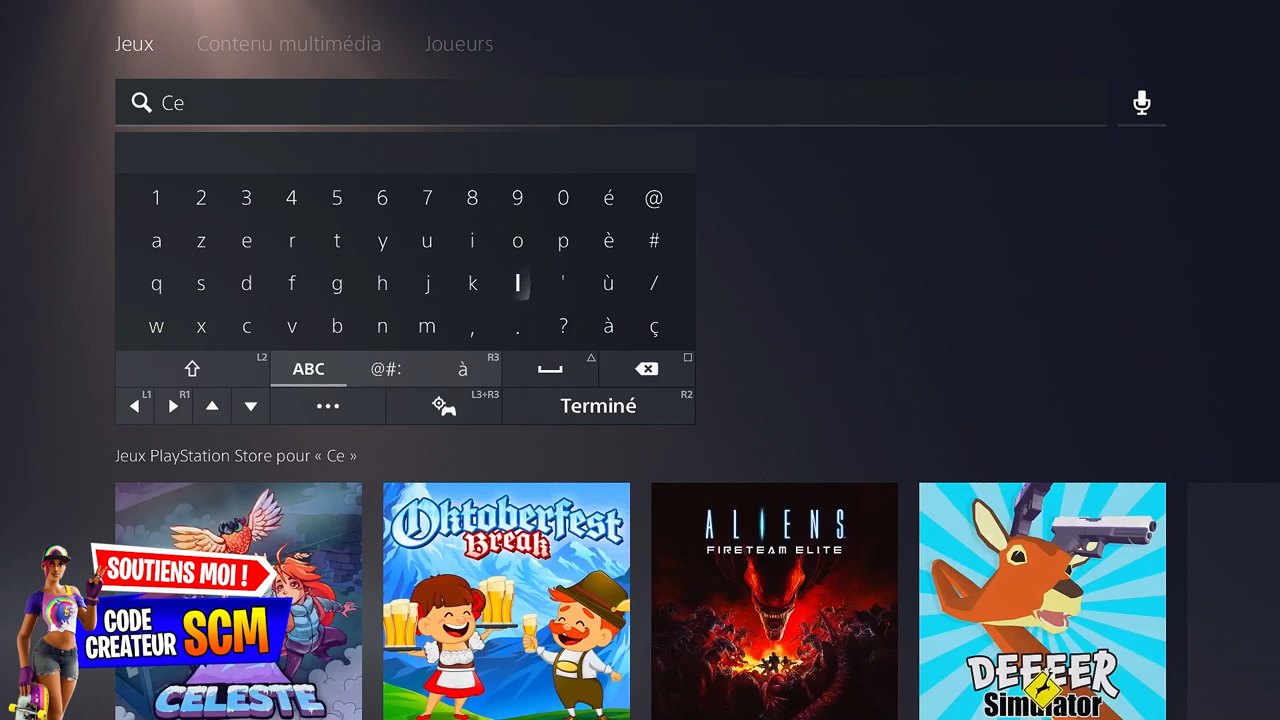 Jeux Contenu multimédia Joueurs
Ce
1 2 3 4 5 6 7 8 9 0 é @
a z e r t y u i o p è #
q s d f g h j k l ' ù /
w x c v b n m , . ? à ç
L2 ABC @#: à R3
L1 R1 ••• L3+R3 Terminé R2
Jeux PlayStation Store pour « Ce »
SOUTIENS MOI !
CODE
CREATEUR SCM
CELESTE
Oktoberfest
Break
ALIENS
FIRETEAM ELITE
DEEEER
Simulator